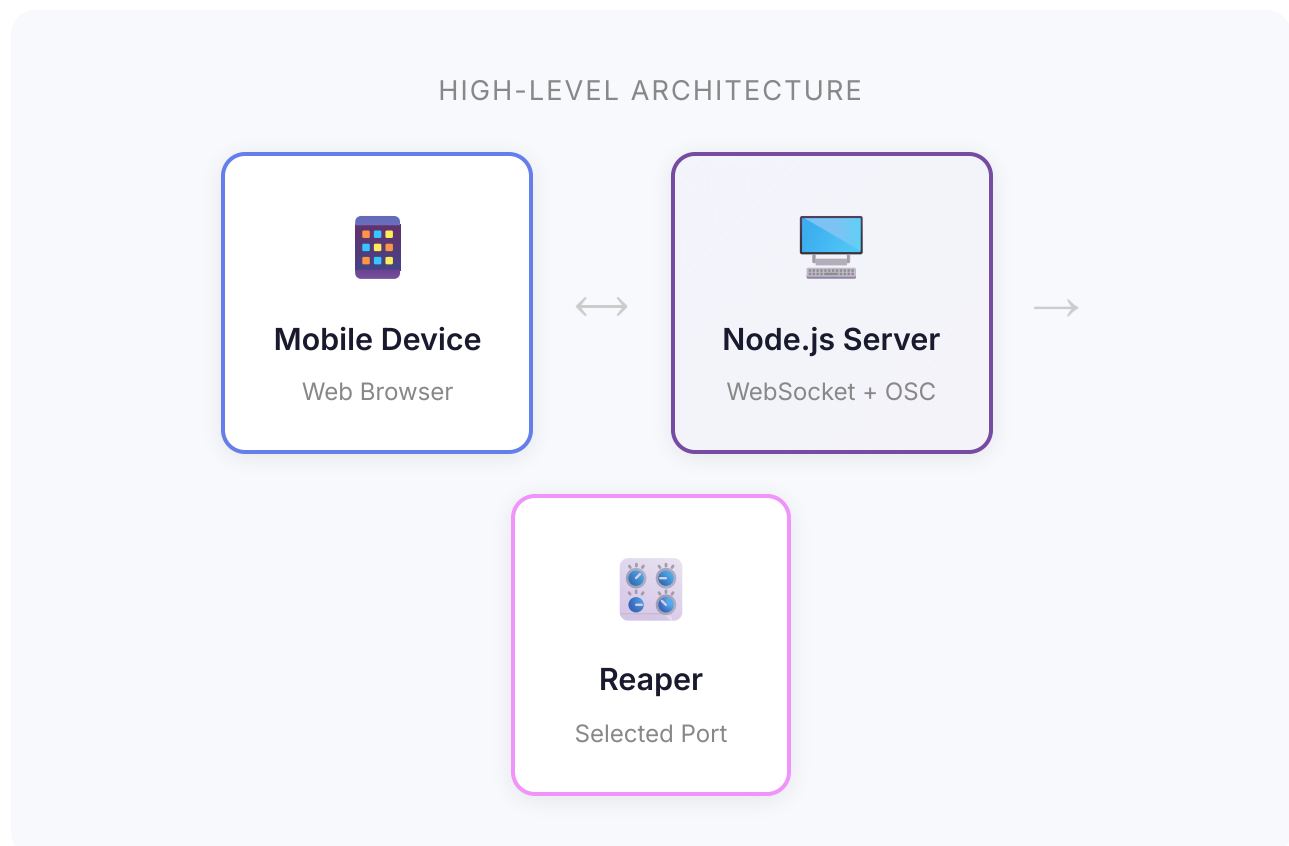 HIGH-LEVEL ARCHITECTURE
Mobile Device
Web Browser
Node.js Server
WebSocket + OSC
Reaper
Selected Port